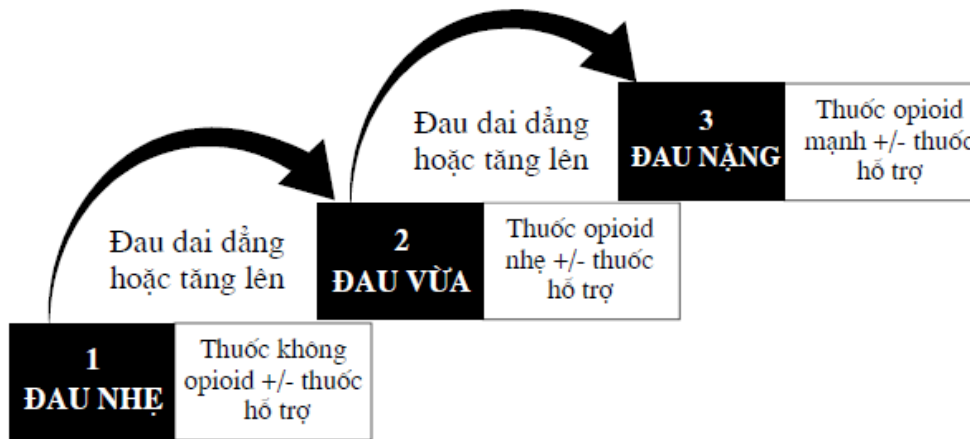 Đau dai dẳng
hoặc tăng lên
3
ĐAU NẶNG
Thuốc opioid
mạnh +/- thuốc
hỗ trợ
Đau dai dẳng
hoặc tăng lên
2
ĐAU VỪA
Thuốc opioid
nhẹ +/- thuốc
hỗ trợ
1
ĐAU NHẸ
Thuốc không
opioid +/- thuốc
hỗ trợ